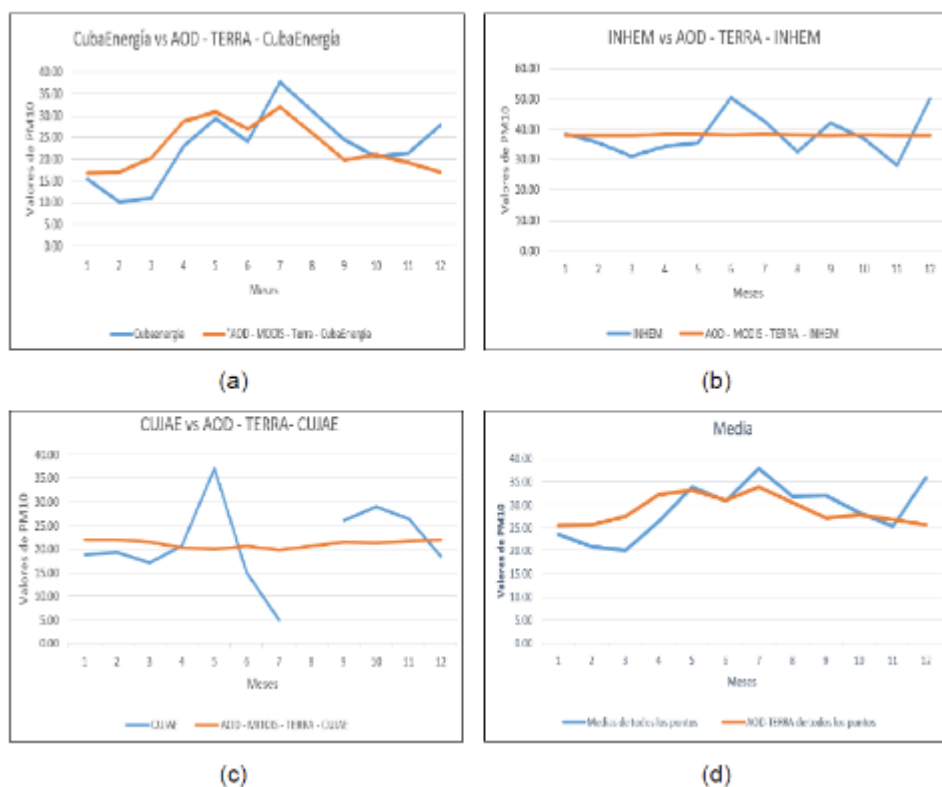 CubaEnergía vs AOD - TERRA - CubaEnergía
Valores de PM10
40.00
35.00
30.00
25.00
20.00
15.00
10.00
5.00
0.00
1 2 3 4 5 6 7 8 9 10 11 12
Meses
Cubaenergía
"AOD - MODIS - Terra - CubaEnergía
(a)
INHEM vs AOD - TERRA - INHEM
Valores de PM10
60.00
50.00
40.00
30.00
20.00
10.00
0.00
1 2 3 4 5 6 7 8 9 10 11 12
Meses
INHEM
AOD - MODIS - TERRA - INHEM
(b)
CUJAE vs AOD - TERRA- CUJAE
Valores de PM10
40.00
35.00
30.00
25.00
20.00
15.00
10.00
5.00
0.00
1 2 3 4 5 6 7 8 9 10 11 12
Meses
CUJAE
AOD - MODIS - TERRA - CUJAE
(c)
Media
Valores de PM10
40.00
35.00
30.00
25.00
20.00
15.00
10.00
5.00
0.00
1 2 3 4 5 6 7 8 9 10 11 12
Meses
Medias de todos los puntos
AOD-TERRA de todos los puntos
(d)